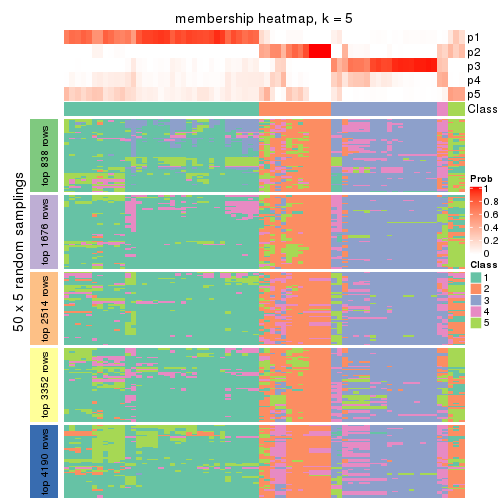 membership heatmap, k = 5
p1
p2
p3
p4
p5
Class
50 x 5 random samplings
top 838 rows
top 1676 rows
top 2514 rows
top 3352 rows
top 4190 rows
Prob
1
0.8
0.6
0.4
0.2
0
Class
1
2
3
4
5